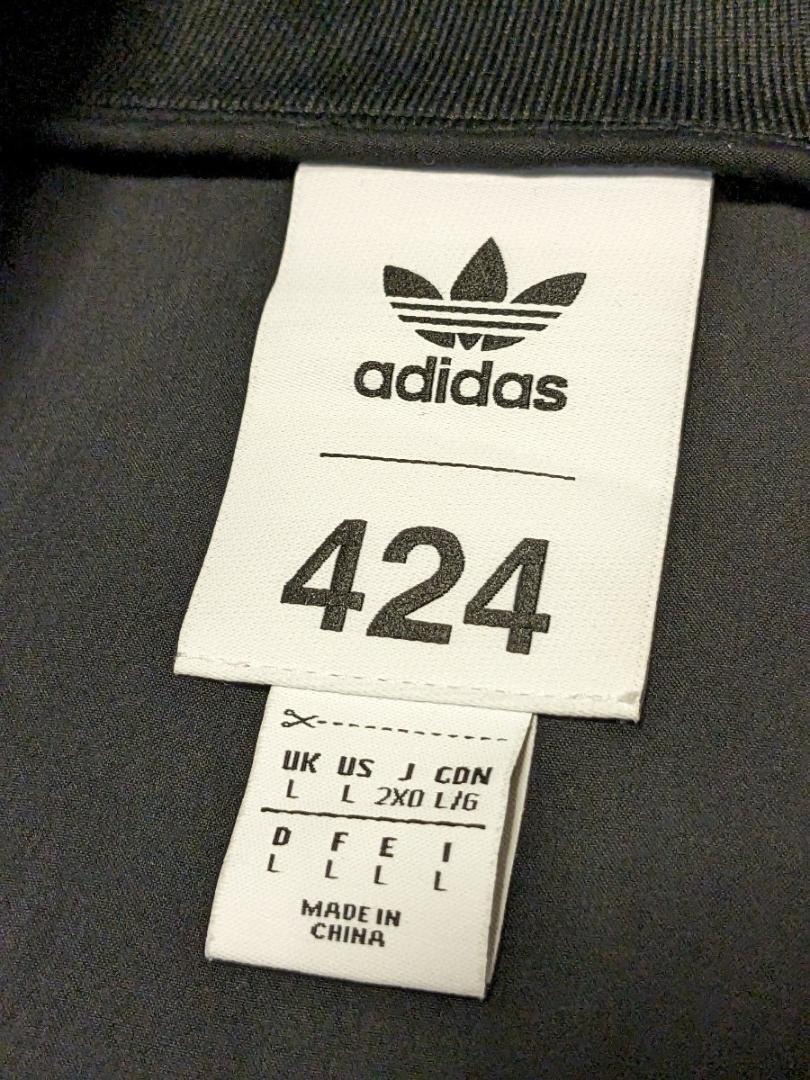 adidas
424
UK US J CDN
L L 2XO L/G
D F E I
L L L L
MADE IN
CHINA